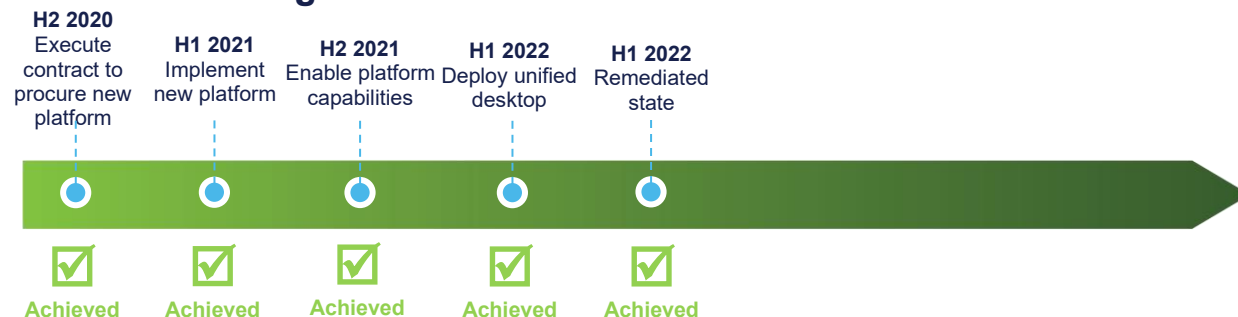 H2 2020
Execute
contract to
procure new
platform
H1 2021
Implement
new platform
H2 2021
Enable platform
capabilities
H1 2022
Deploy unified
desktop
H1 2022
Remediated
state
Achieved
Achieved
Achieved
Achieved
Achieved